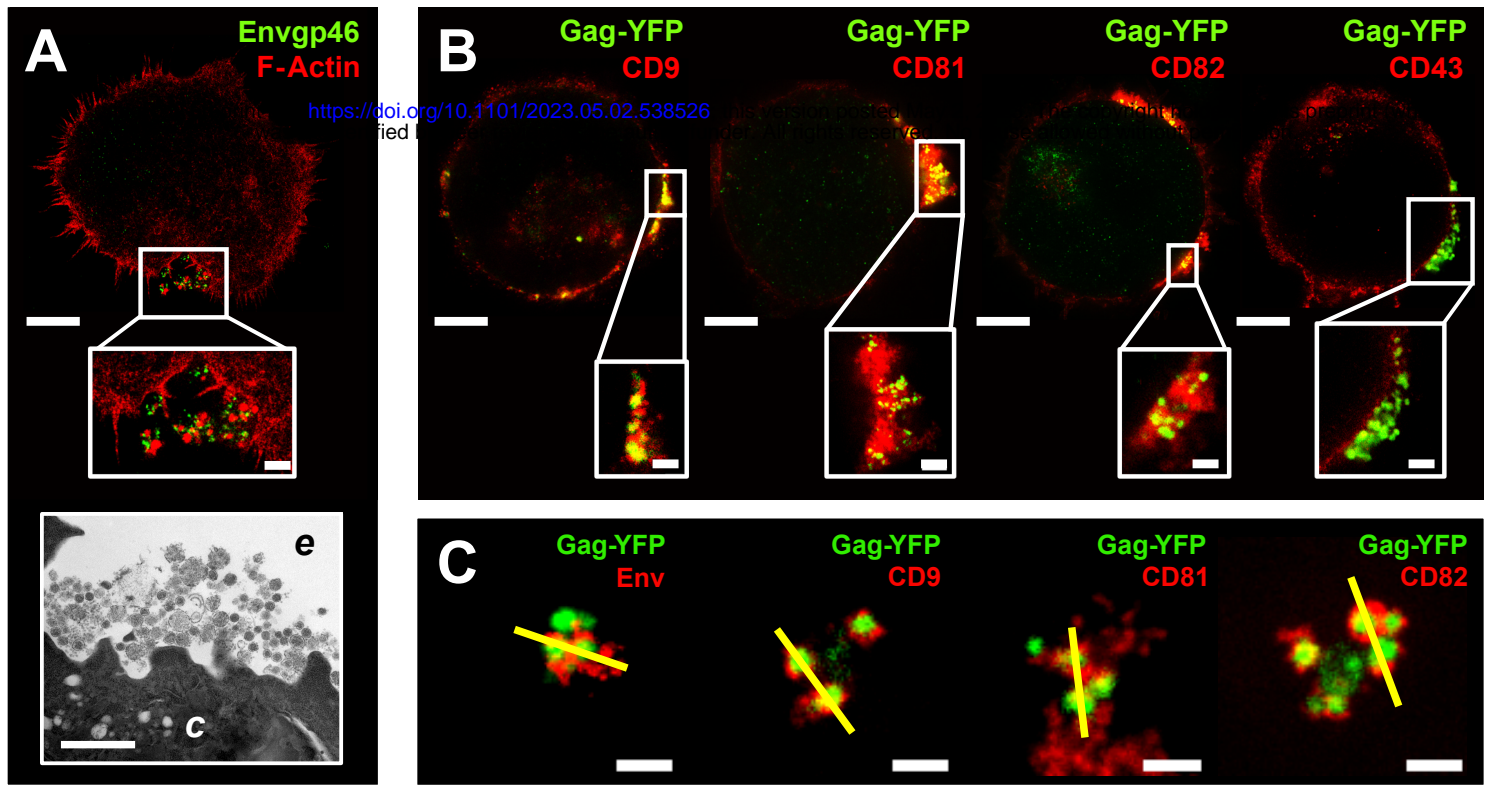 A
Envgp46
F-Actin
https://doi.org/10.1101/2023.05.02.538526
e
c
B
Gag-YFP
CD9
Gag-YFP
CD81
Gag-YFP
CD82
Gag-YFP
CD43
C
Gag-YFP
Env
Gag-YFP
CD9
Gag-YFP
CD81
Gag-YFP
CD82